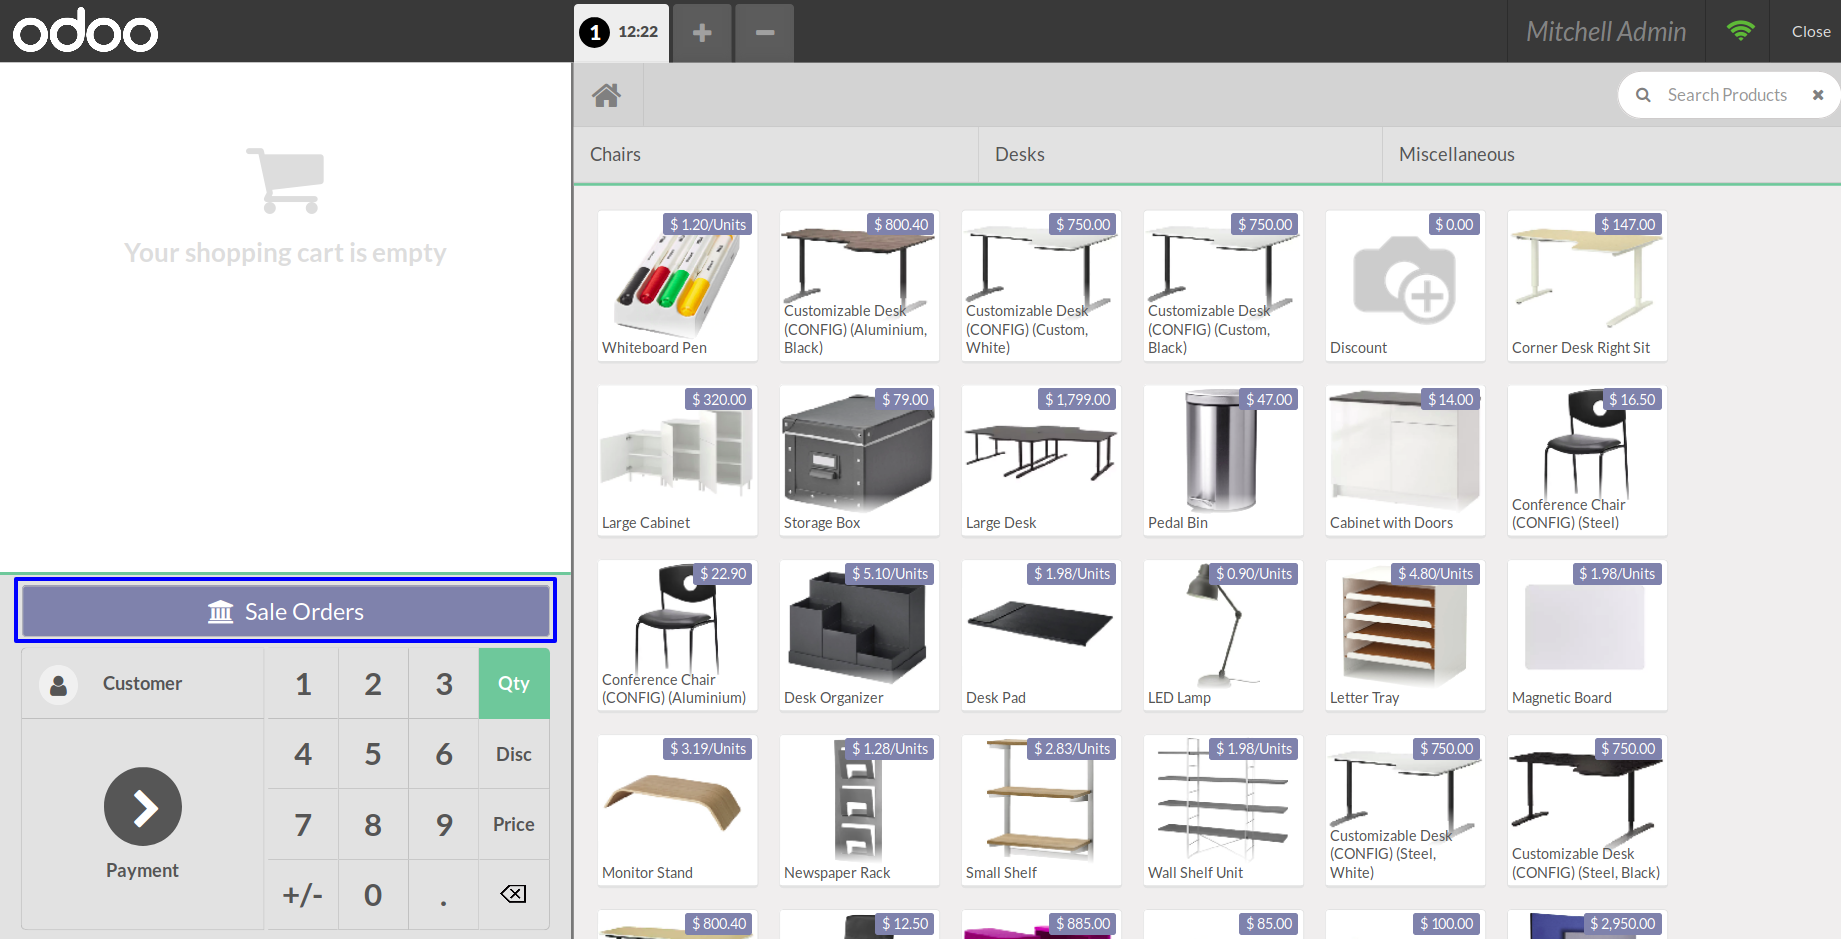 odoo
1 12:22
Mitchell Admin
Close
Search Products
Chairs
Desks
Miscellaneous
Your shopping cart is empty
$ 1.20/Units
Whiteboard Pen
$ 800.40
Customizable Desk
(CONFIG) (Aluminium,
Black)
$ 750.00
Customizable Desk
(CONFIG) (Custom,
White)
$ 750.00
Customizable Desk
(CONFIG) (Custom,
Black)
$ 0.00
Discount
$ 147.00
Corner Desk Right Sit
$ 320.00
Large Cabinet
$ 79.00
Storage Box
$ 1,799.00
Large Desk
$ 47.00
Pedal Bin
$ 14.00
Cabinet with Doors
$ 16.50
Conference Chair
(CONFIG) (Steel)
$ 22.90
Conference Chair
(CONFIG) (Aluminium)
$ 5.10/Units
Desk Organizer
$ 1.98/Units
Desk Pad
$ 0.90/Units
LED Lamp
$ 4.80/Units
Letter Tray
$ 1.98/Units
Magnetic Board
$ 3.19/Units
Monitor Stand
$ 1.28/Units
Newspaper Rack
$ 2.83/Units
Small Shelf
$ 1.98/Units
Wall Shelf Unit
$ 750.00
Customizable Desk
(CONFIG) (Steel,
White)
$ 750.00
Customizable Desk
(CONFIG) (Steel, Black)
$ 800.40
$ 12.50
$ 885.00
$ 85.00
$ 100.00
$ 2,950.00
Sale Orders
Customer
Payment
1 2 3 Qty
4 5 6 Disc
7 8 9 Price
+/- 0 .